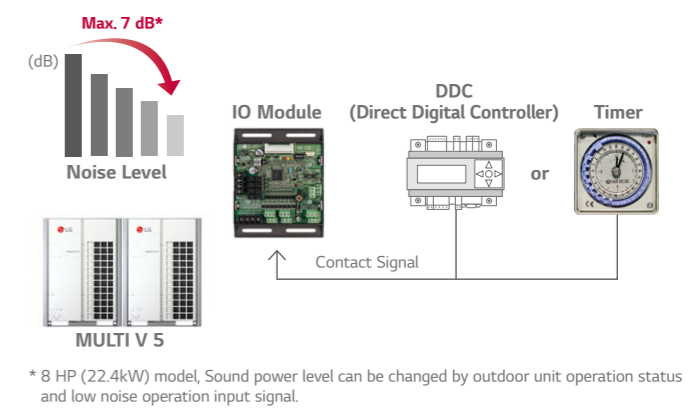 Max. 7 dB*
(dB)
Noise Level
IO Module
DDC
(Direct Digital Controller)
Timer
or
Contact Signal
LG
LG
MULTI V 5
* 8 HP (22.4kW) model, Sound power level can be changed by outdoor unit operation status
and low noise operation input signal.